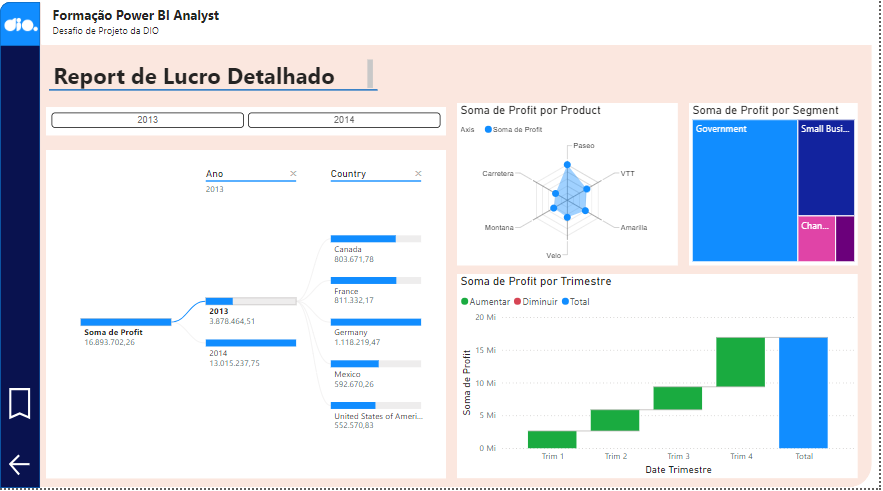 dio.
Formação Power BI Analyst
Desafio de Projeto da DIO
Report de Lucro Detalhado
2013
2014
Ano
2013
Country
Soma de Profit
16.893.702,26
2013
3.878.464,51
2014
13.015.237,75
Canada
803.671,78
France
811.332,17
Germany
1.118.219,47
Mexico
592.670,26
United States of Ameri...
552.570,83
Soma de Profit por Product
Axis
Soma de Profit
Paseo
VTT
Amarilla
Velo
Montana
Carretera
Soma de Profit por Segment
Government
Small Busi...
Chan...
Soma de Profit por Trimestre
Aumentar
Diminuir
Total
Soma de Profit
20 Mi
15 Mi
10 Mi
5 Mi
0 Mi
Trim 1
Trim 2
Trim 3
Trim 4
Total
Date Trimestre